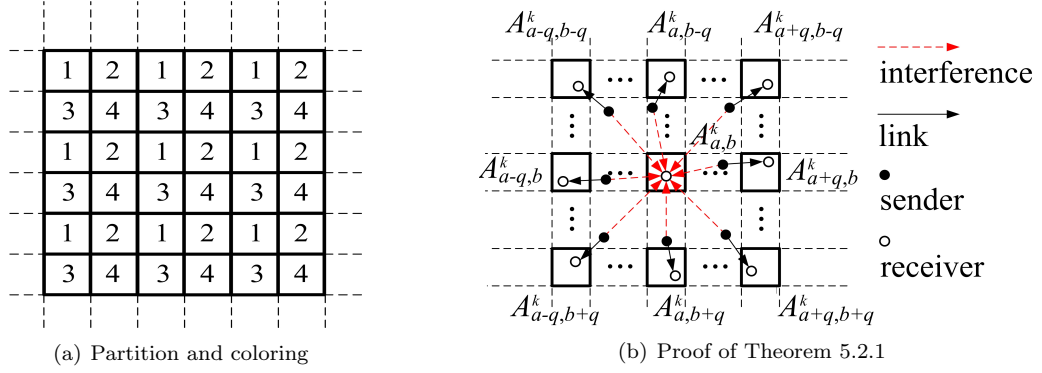 1 2 1 2 1 2
3 4 3 4 3 4
1 2 1 2 1 2
3 4 3 4 3 4
1 2 1 2 1 2
3 4 3 4 3 4
(a) Partition and coloring
A^k_{a-q,b-q} A^k_{a,b-q} A^k_{a+q,b-q}
A^k_{a,b}
A^k_{a-q,b} A^k_{a+q,b}
A^k_{a-q,b+q} A^k_{a,b+q} A^k_{a+q,b+q}
interference
link
sender
receiver
(b) Proof of Theorem 5.2.1